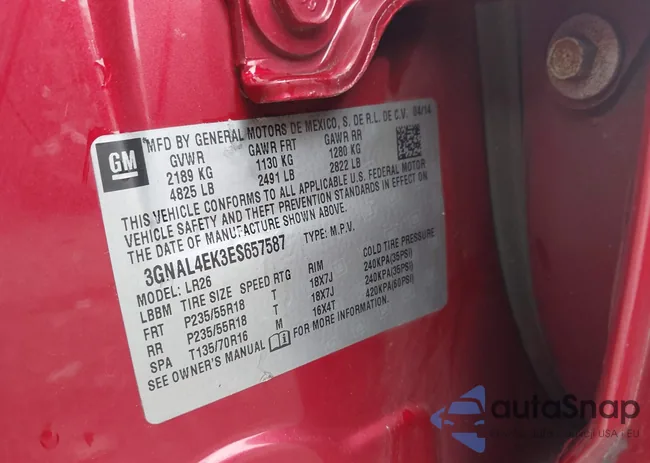 GM
MFD BY GENERAL MOTORS DE MEXICO, S. DE R.L. DE C.V. 04/14
GVWR GAWR FRT GAWR RR
2189 KG 1130 KG 1280 KG
4825 LB 2491 LB 2822 LB
THIS VEHICLE CONFORMS TO ALL APPLICABLE U.S. FEDERAL MOTOR
VEHICLE SAFETY AND THEFT PREVENTION STANDARDS IN EFFECT ON
THE DATE OF MANUFACTURE SHOWN ABOVE.
3GNAL4EK3ES657587 TYPE: M.P.V.
MODEL: LR26
LBBM TIRE SIZE SPEED RTG RIM COLD TIRE PRESSURE
FRT P235/55R18 T 18X7J 240KPA(35PSI)
RR P235/55R18 T 18X7J 240KPA(35PSI)
SPA T135/70R16 M 16X4T 420KPA(60PSI)
SEE OWNER'S MANUAL FOR MORE INFORMATION.
autoSnap
USA - EU